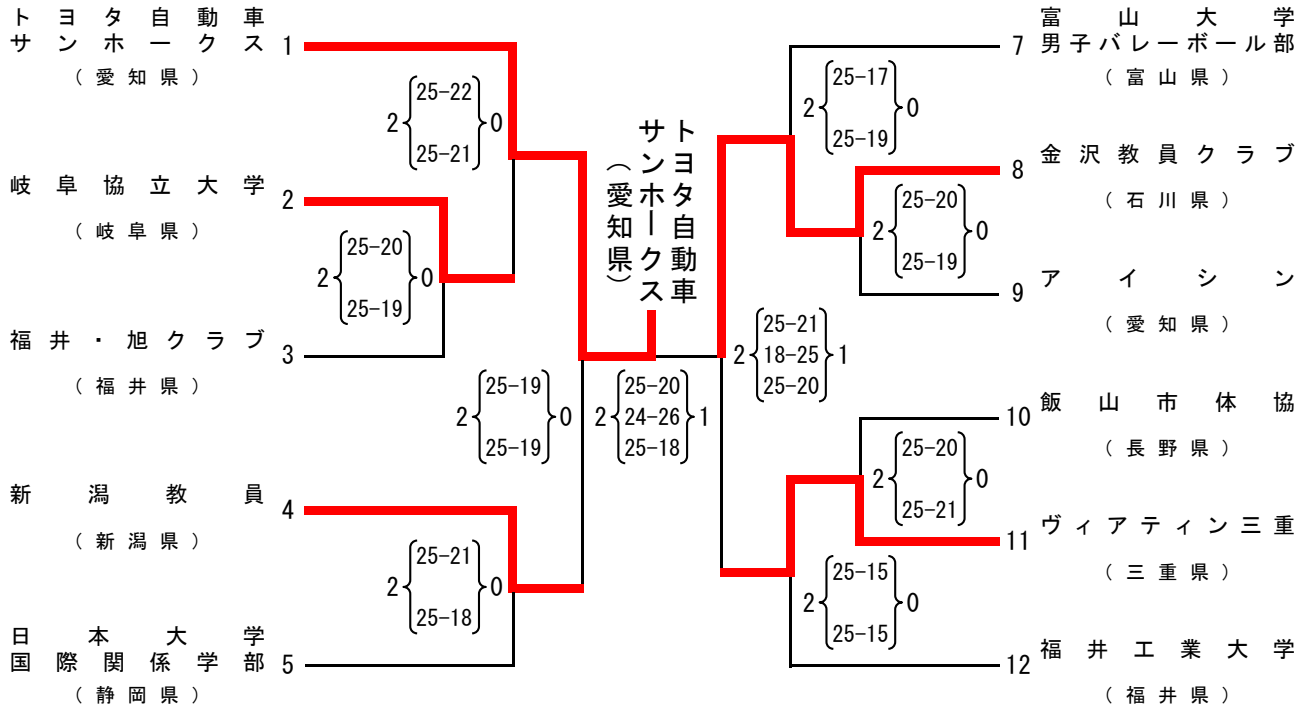 トヨタ自動車
サンホークス
1
（愛知県）
2
25-22
25-21
0
岐阜協立大学
2
（岐阜県）
2
25-20
25-19
0
福井・旭クラブ
3
（福井県）
2
25-19
25-19
0
新潟教員
4
（新潟県）
2
25-21
25-18
0
日本大学
国際関係学部
5
（静岡県）
トヨタ自動車
サンホークス
（愛知県）
2
25-20
24-26
25-18
1
富山大学
7
男子バレーボール部
（富山県）
2
25-17
25-19
0
8
金沢教員クラブ
（石川県）
2
25-20
25-19
0
9
アイシン
（愛知県）
2
25-21
18-25
25-20
1
10
飯山市体協
（長野県）
2
25-20
25-21
0
11
ヴィアティン三重
（三重県）
2
25-15
25-15
0
12
福井工業大学
（福井県）